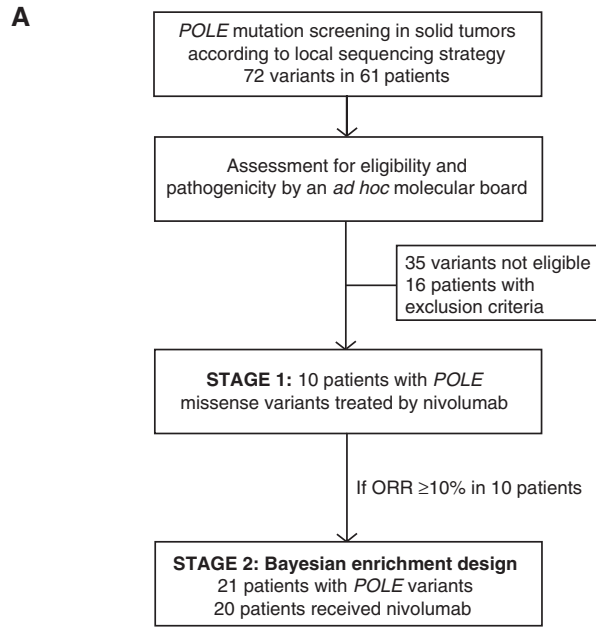 A
POLE mutation screening in solid tumors
according to local sequencing strategy
72 variants in 61 patients
Assessment for eligibility and
pathogenicity by an ad hoc molecular board
35 variants not eligible
16 patients with
exclusion criteria
STAGE 1: 10 patients with POLE
missense variants treated by nivolumab
If ORR ≥10% in 10 patients
STAGE 2: Bayesian enrichment design
21 patients with POLE variants
20 patients received nivolumab